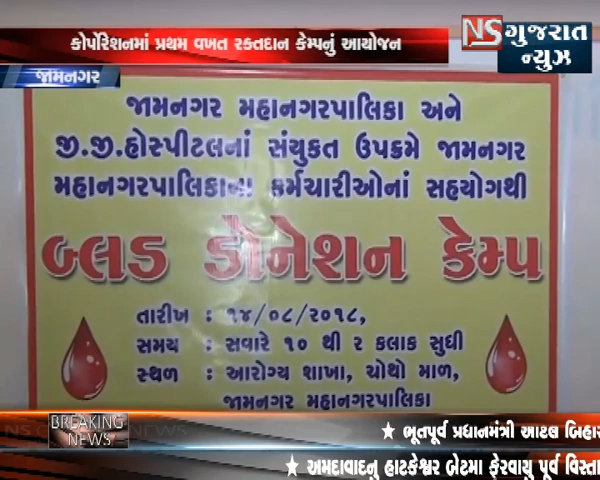 કોર્પોરેશનમાં પ્રથમ વખત રક્તદાન કેમ્પનું આયોજન
NS ગુજરાત
ન્યુઝ
જામનગર
જામનગર મહાનગરપાલિકા અને
જી.જી.હોસ્પીટલનાં સંયુકત ઉપક્રમે જામનગર
મહાનગરપાલિકાના કર્મચારીઓનાં સહયોગથી
બ્લડ ડોનેશન કેમ્પ
તારીખ : ૧૪/૦૮/૨૦૧૮,
સમય : સવારે ૧૦ થી ૨ કલાક સુધી
સ્થળ : આરોગ્ય શાખા, ચોથો માળ,
જામનગર મહાનગરપાલિકા
BREAKING
NEWS
★ ભૂતપૂર્વ પ્રધાનમંત્રી આટલ બિહાર
★ અમદાવાદનુ હાટકેશ્વર બેટમા ફેરવાયુ પૂર્વ વિસ્તા